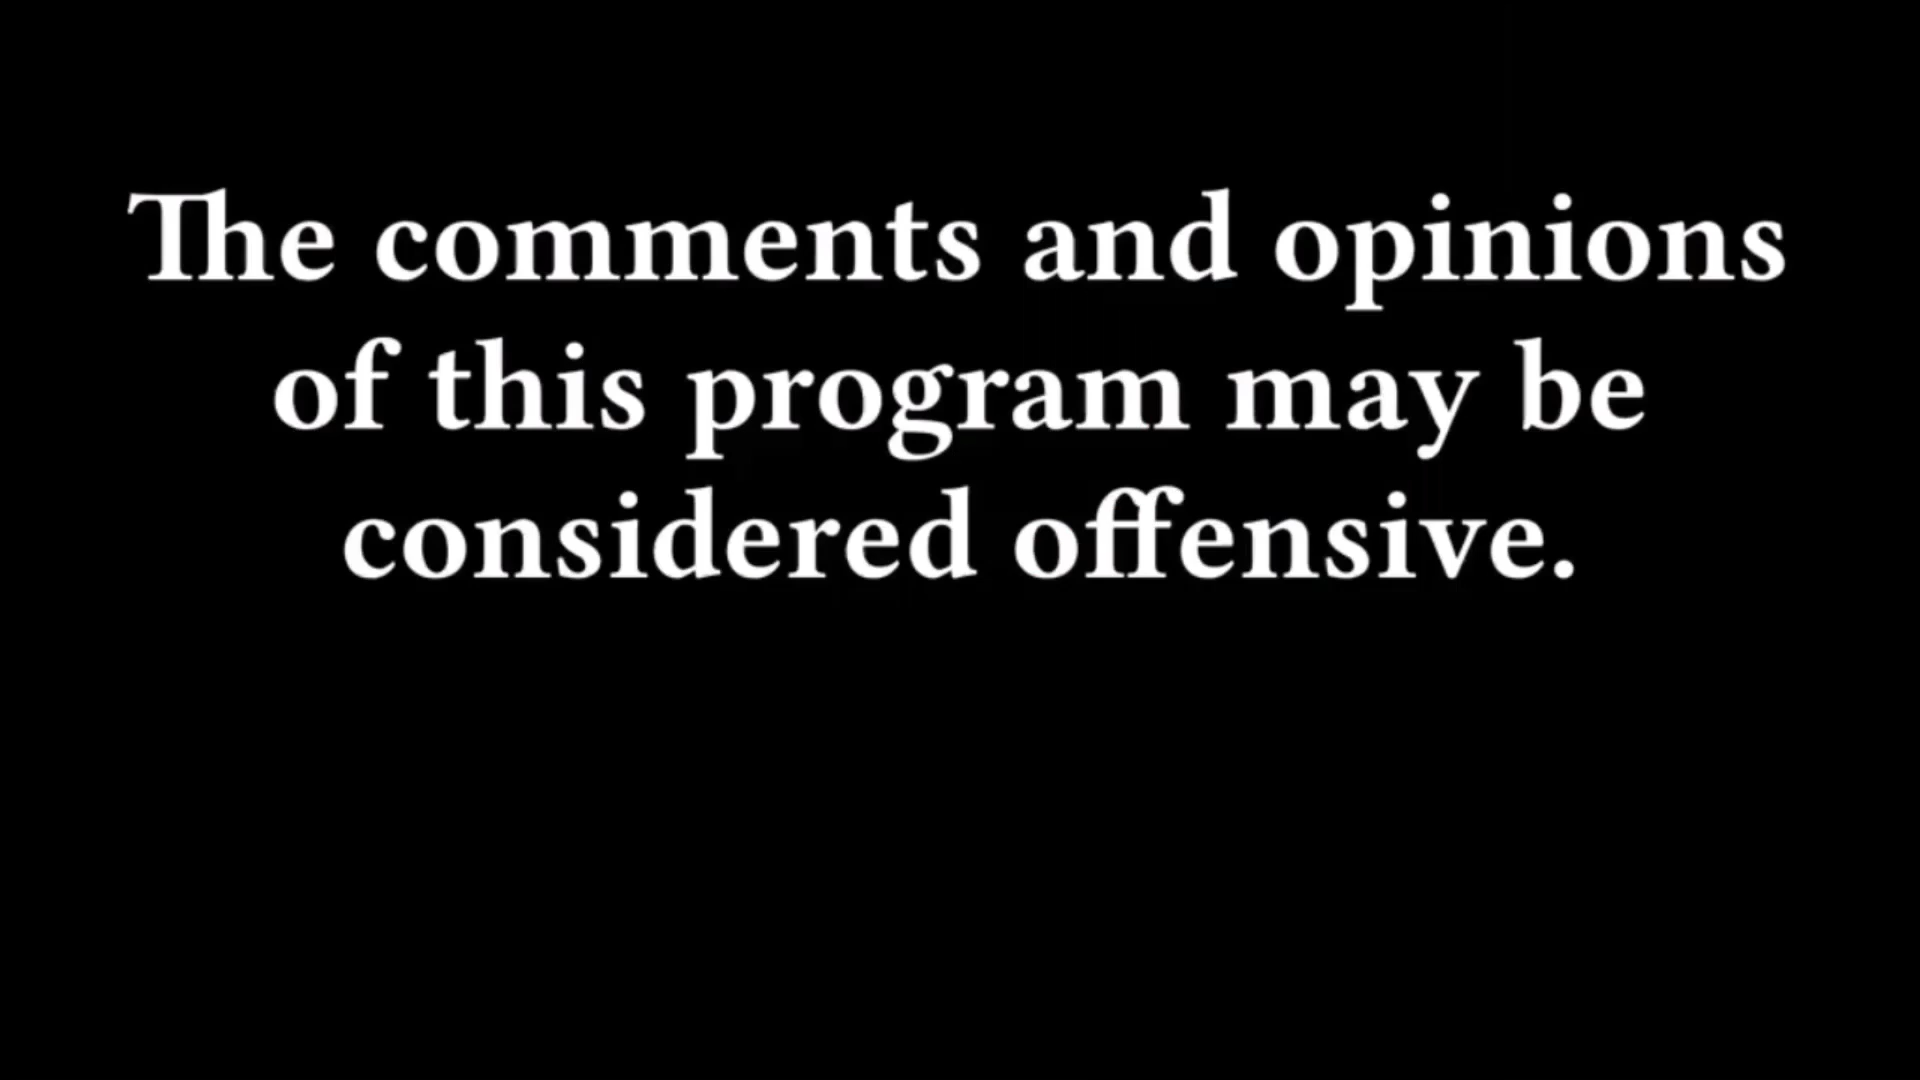 The comments and opinions
of this program may be
considered offensive.